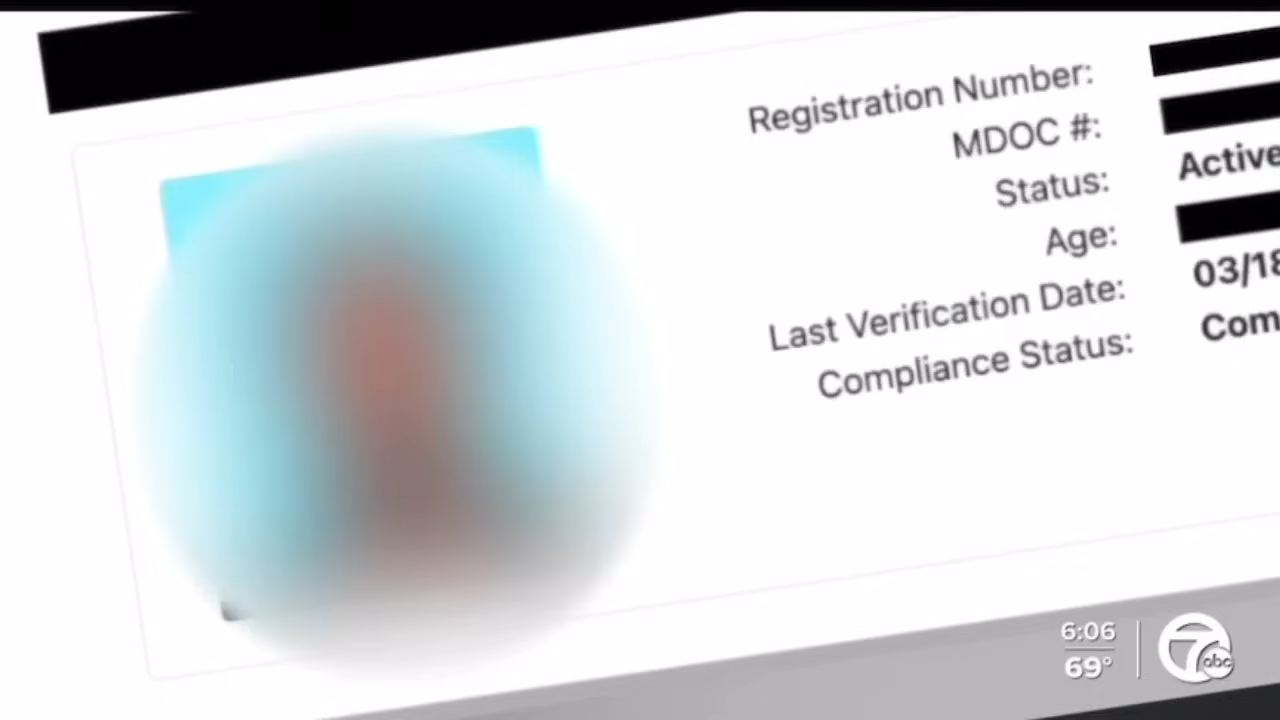 Registration Number:
MDOC #:
Status: Active
Age:
Last Verification Date: 03/18
Compliance Status: Com
6:06
69°
7 abc